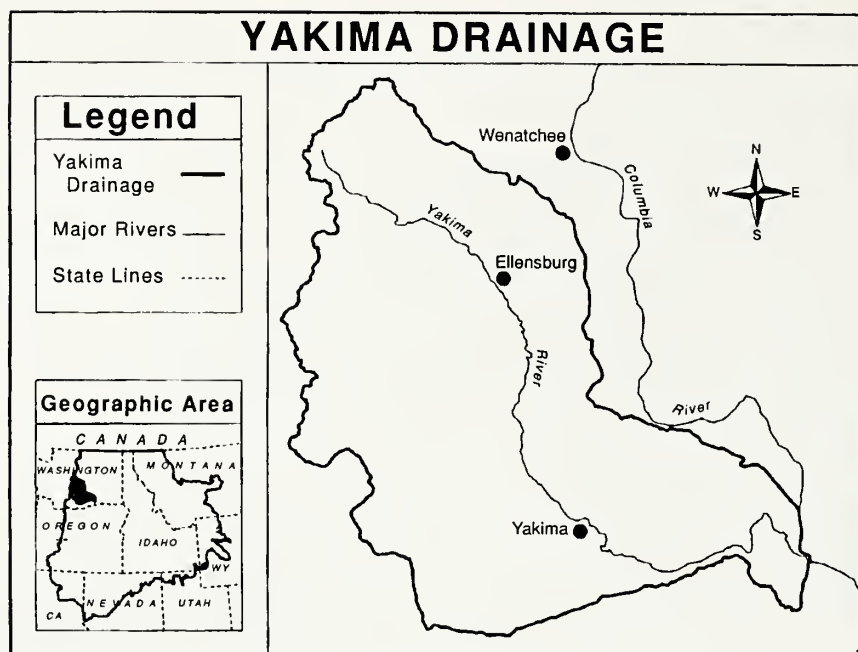 YAKIMA DRAINAGE
Legend
Yakima
Drainage
Major Rivers
State Lines
Geographic Area
CANADA
WASHINGTON
MONTANA
OREGON
IDAHO
WY
CA
NEVADA
UTAH
Wenatchee
Columbia
River
Yakima
River
Ellensburg
Yakima
N
W
E
S